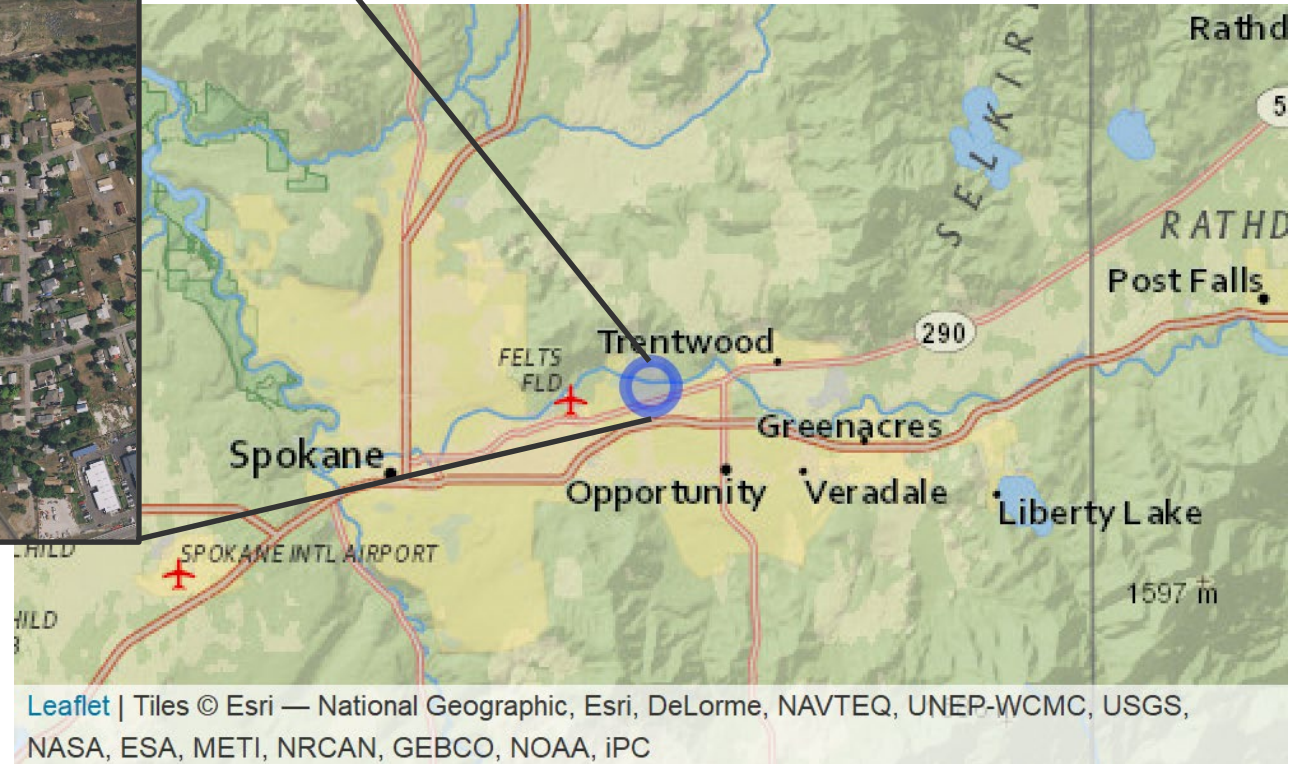 Rathd
SELKIR
5
RATHD
Post Falls
290
Trentwood
FELTS
FLD
Greenacres
Spokane
Opportunity
Veradale
Liberty Lake
SPOKANE INTL AIRPORT
1597 m
HILD
Leaflet | Tiles © Esri — National Geographic, Esri, DeLorme, NAVTEQ, UNEP-WCMC, USGS,
NASA, ESA, METI, NRCAN, GEBCO, NOAA, iPC